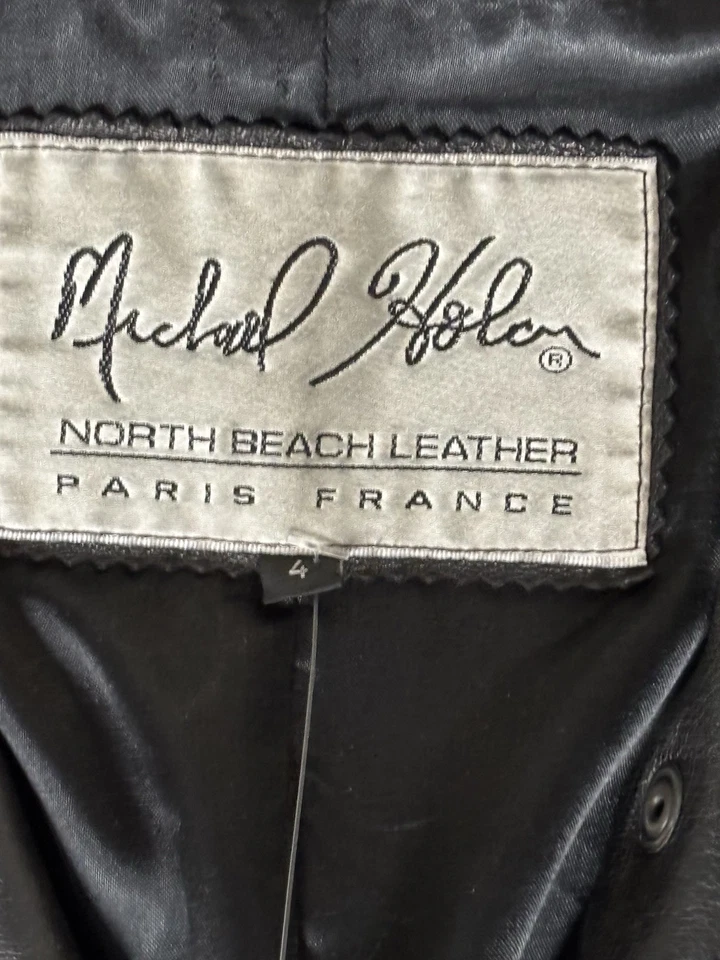 Michael Hoban ®
NORTH BEACH LEATHER
PARIS FRANCE
4